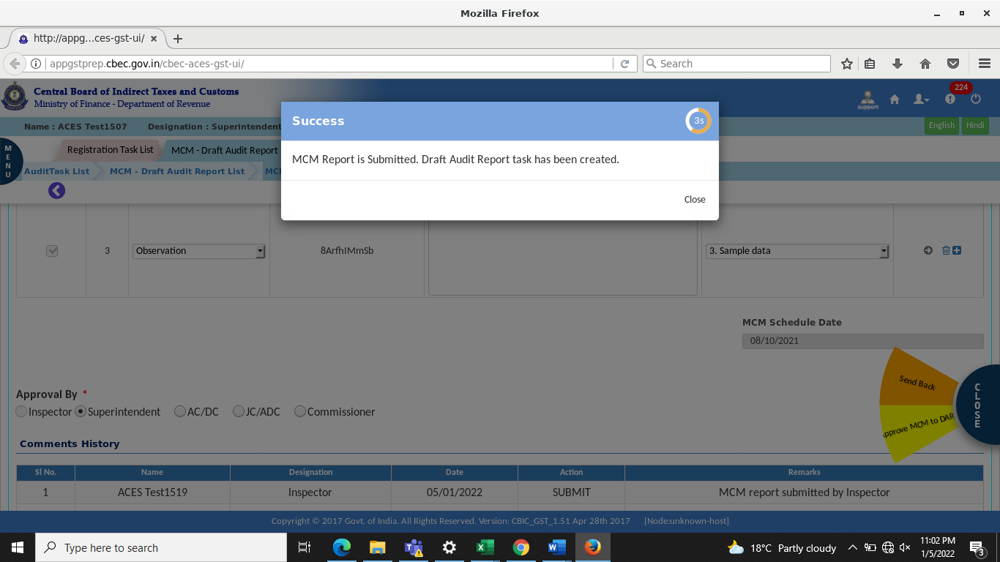 Mozilla Firefox
http://appg...ces-gst-ui/
appgstprep.cbec.gov.in/cbec-aces-gst-ui/
Search
Central Board of Indirect Taxes and Customs
Ministry of Finance - Department of Revenue
support
224
Name : ACES Test1507 Designation : Superintendent
English Hindi
MENU
Registration Task List MCM - Draft Audit Report
AuditTask List MCM - Draft Audit Report List MCM
Success
3s
MCM Report is Submitted. Draft Audit Report task has been created.
Close
3 Observation 8ArfhIMmSb 3. Sample data
MCM Schedule Date
08/10/2021
Send Back
Approve MCM to DAR
CLOSE
Approval By *
Inspector Superintendent AC/DC JC/ADC Commissioner
Comments History
Sl No. Name Designation Date Action Remarks
1 ACES Test1519 Inspector 05/01/2022 SUBMIT MCM report submitted by Inspector
Copyright © 2017 Govt. of India. All Rights Reserved. Version: CBIC_GST_1.51 Apr 28th 2017 [Node:unknown-host]
Type here to search
18°C Partly cloudy
11:02 PM
1/5/2022
3